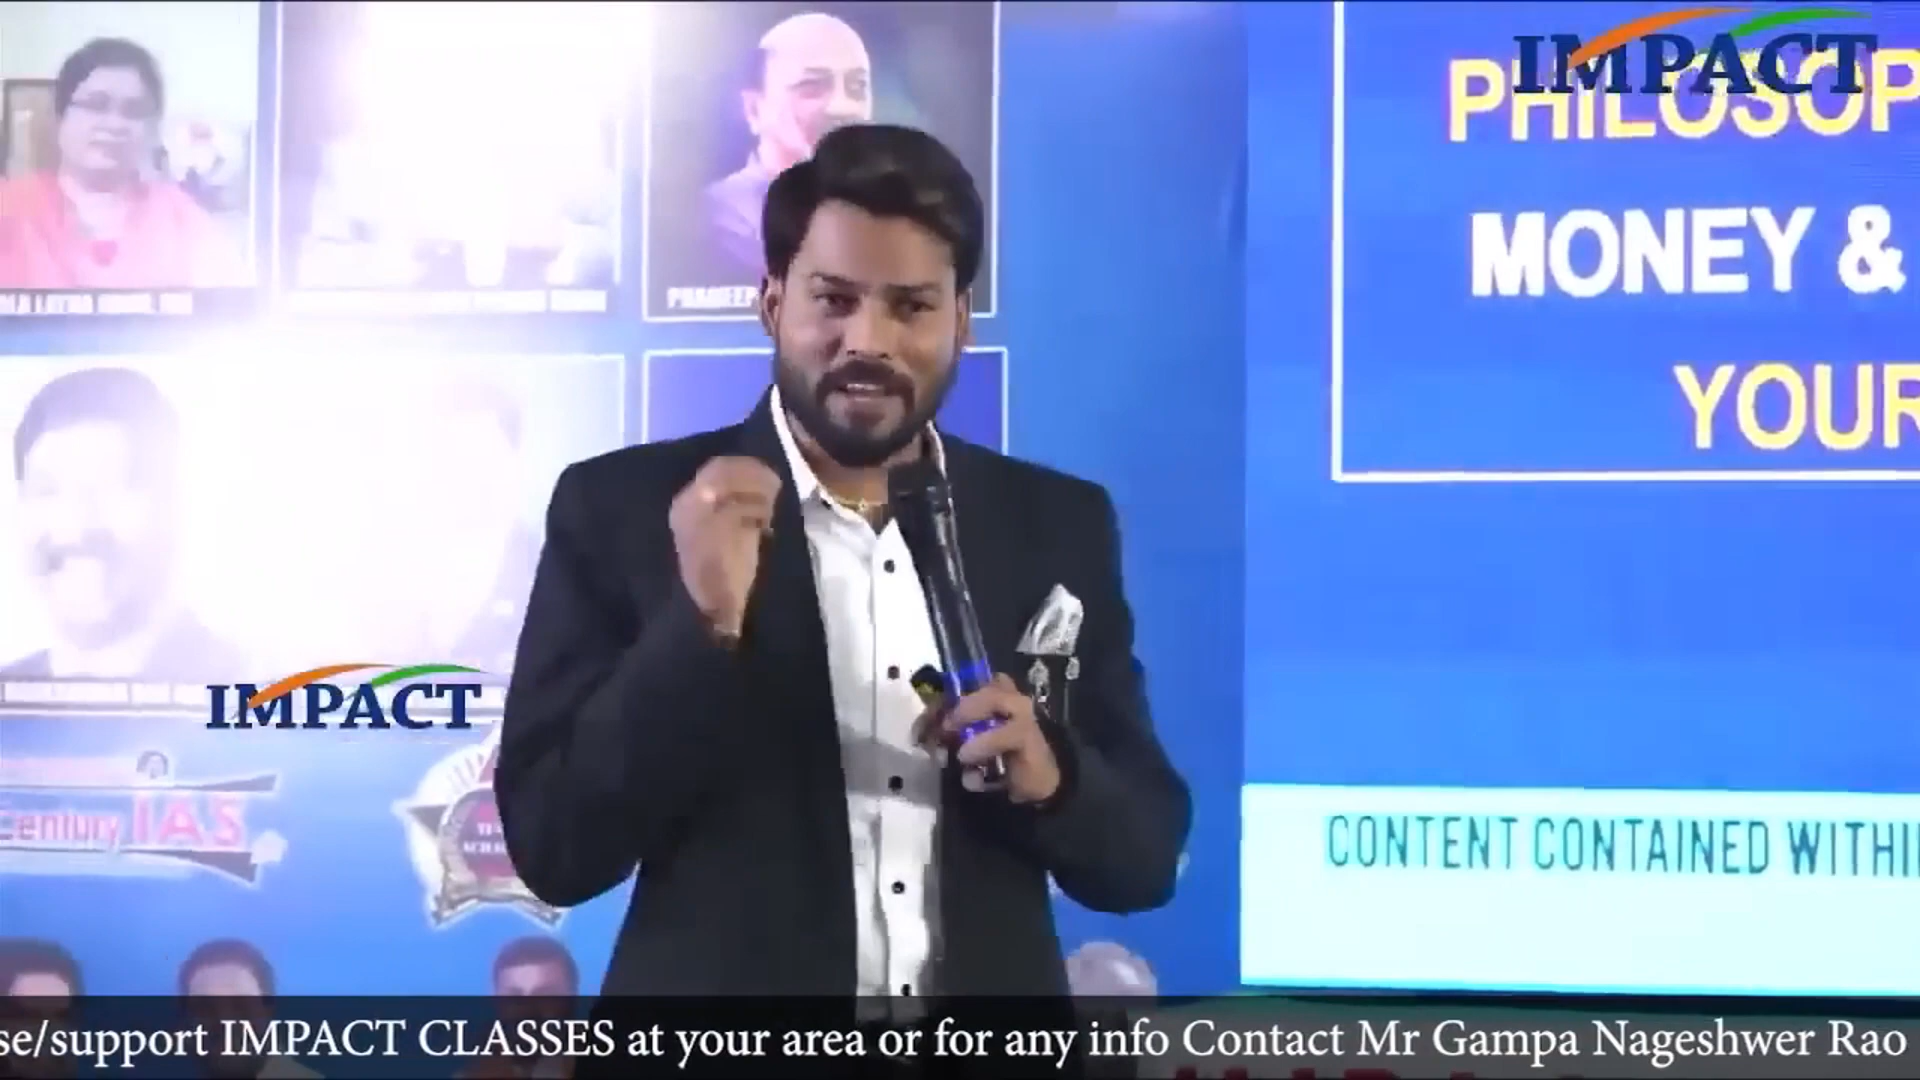 IMPACT
PHILOSOP
MONEY &
YOUR
PRADEEP
IMPACT
Century IAS
CONTENT CONTAINED WITHI
se/support IMPACT CLASSES at your area or for any info Contact Mr Gampa Nageshwer Rao